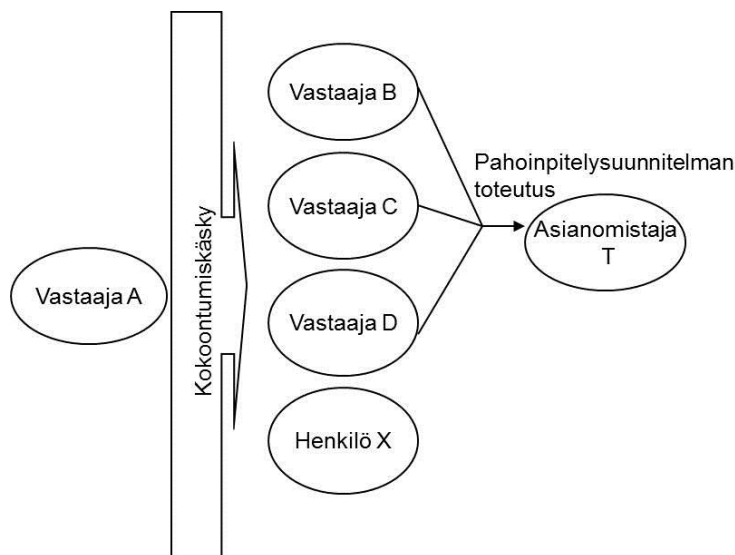 Vastaaja A
Kokoontumiskäsky
Vastaaja B
Vastaaja C
Vastaaja D
Henkilö X
Pahoinpitelysuunnitelman
toteutus
Asianomistaja
T